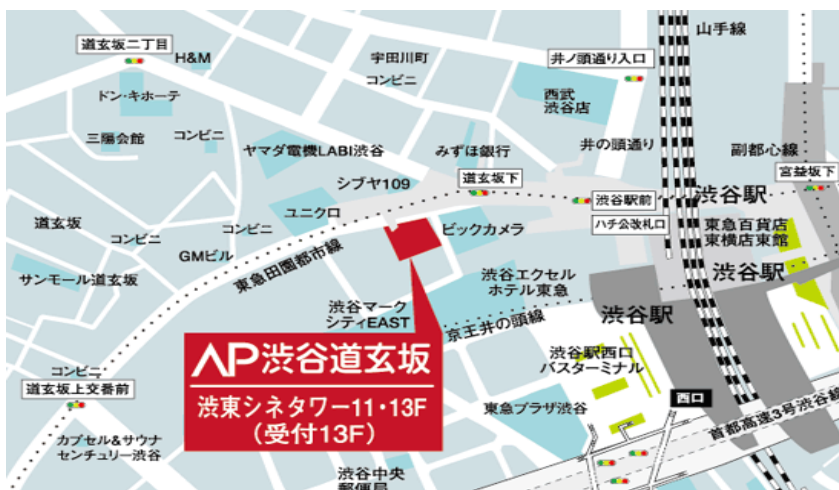 山手線
道玄坂二丁目
H&M
宇田川町
コンビニ
井ノ頭通り入口
ドン・キホーテ
西武
渋谷店
三陽会館
コンビニ
ヤマダ電機LABI渋谷
みずほ銀行
井の頭通り
副都心線
宮益坂下
シブヤ109
道玄坂下
渋谷駅前
渋谷駅
ユニクロ
ハチ公改札口
東急百貨店
東横店東館
道玄坂
コンビニ
コンビニ
ビックカメラ
GMビル
東急田園都市線
サンモール道玄坂
渋谷エクセル
ホテル東急
渋谷駅
渋谷マーク
シティEAST
京王井の頭線
渋谷駅
AP渋谷道玄坂
渋東シネタワー11・13F
(受付13F)
コンビニ
道玄坂上交番前
渋谷駅西口
バスターミナル
西口
東急プラザ渋谷
首都高速3号渋谷線
カプセル&サウナ
センチュリー渋谷
渋谷中央
郵便局